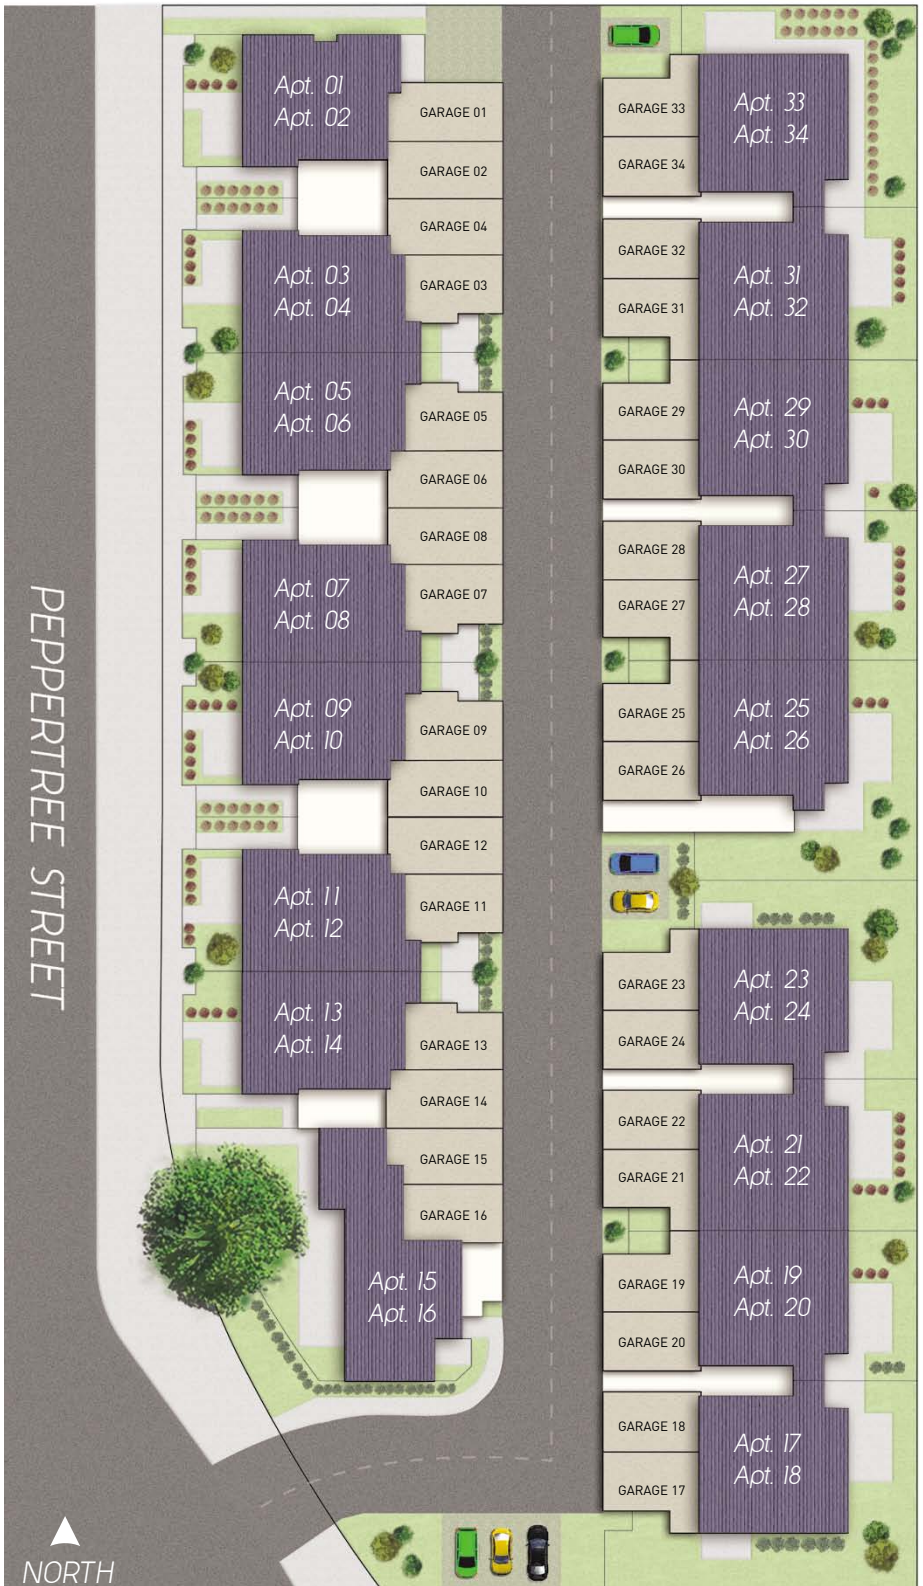 Apt. 01
Apt. 02
GARAGE 01
GARAGE 02
GARAGE 04
Apt. 03
Apt. 04
GARAGE 03
Apt. 05
Apt. 06
GARAGE 05
GARAGE 06
GARAGE 08
Apt. 07
Apt. 08
GARAGE 07
Apt. 09
Apt. 10
GARAGE 09
GARAGE 10
GARAGE 12
Apt. 11
Apt. 12
GARAGE 11
Apt. 13
Apt. 14
GARAGE 13
GARAGE 14
GARAGE 15
GARAGE 16
Apt. 15
Apt. 16
GARAGE 33
GARAGE 34
Apt. 33
Apt. 34
GARAGE 32
GARAGE 31
Apt. 31
Apt. 32
GARAGE 29
GARAGE 30
Apt. 29
Apt. 30
GARAGE 28
GARAGE 27
Apt. 27
Apt. 28
GARAGE 25
GARAGE 26
Apt. 25
Apt. 26
GARAGE 23
GARAGE 24
Apt. 23
Apt. 24
GARAGE 22
GARAGE 21
Apt. 21
Apt. 22
GARAGE 19
GARAGE 20
Apt. 19
Apt. 20
GARAGE 18
GARAGE 17
Apt. 17
Apt. 18
PEPPERTREE STREET
NORTH